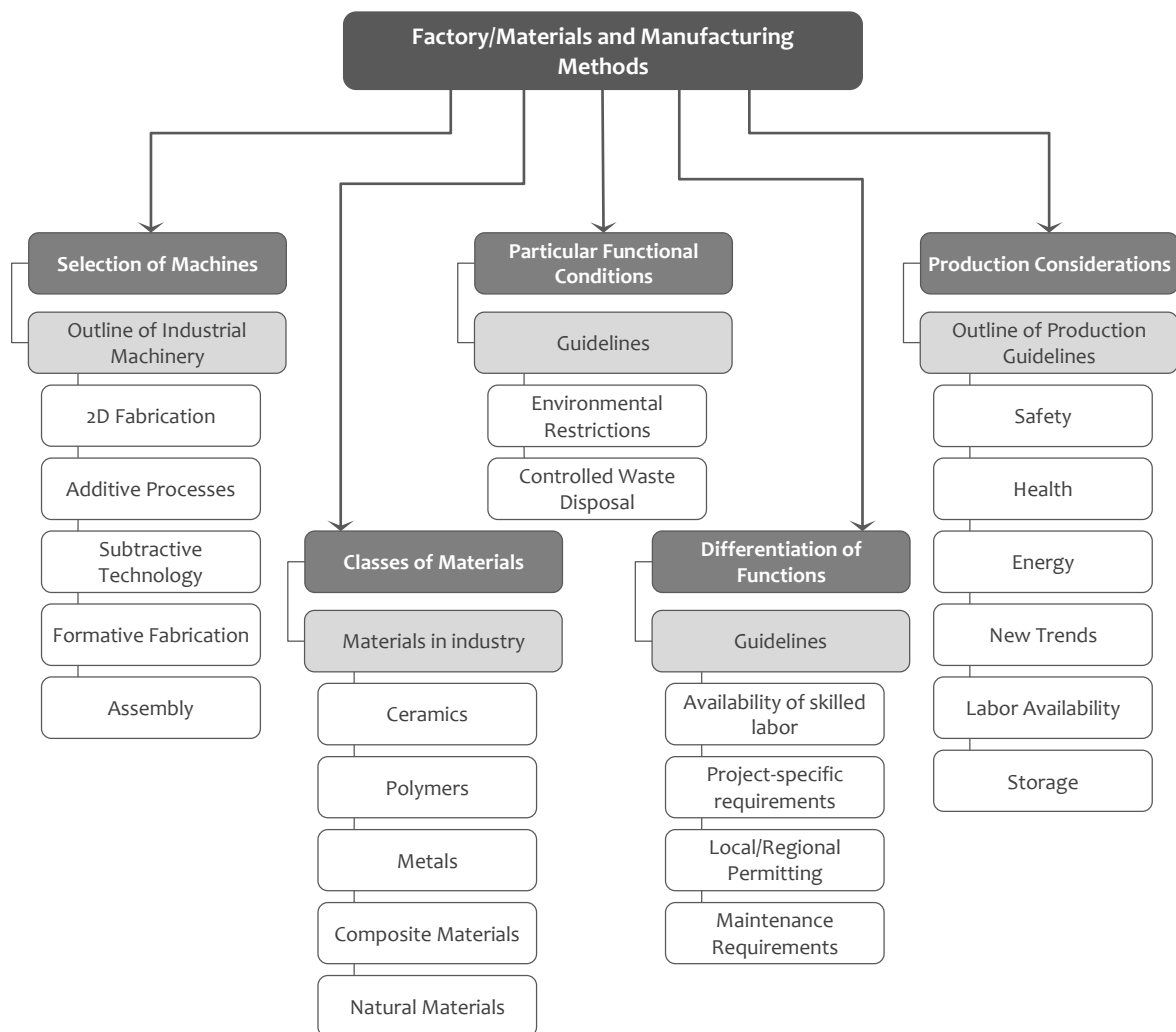 Factory/Materials and Manufacturing
Methods
Selection of Machines
Outline of Industrial
Machinery
2D Fabrication
Additive Processes
Subtractive
Technology
Formative Fabrication
Assembly
Classes of Materials
Materials in industry
Ceramics
Polymers
Metals
Composite Materials
Natural Materials
Particular Functional
Conditions
Guidelines
Environmental
Restrictions
Controlled Waste
Disposal
Differentiation of
Functions
Guidelines
Availability of skilled
labor
Project-specific
requirements
Local/Regional
Permitting
Maintenance
Requirements
Production Considerations
Outline of Production
Guidelines
Safety
Health
Energy
New Trends
Labor Availability
Storage